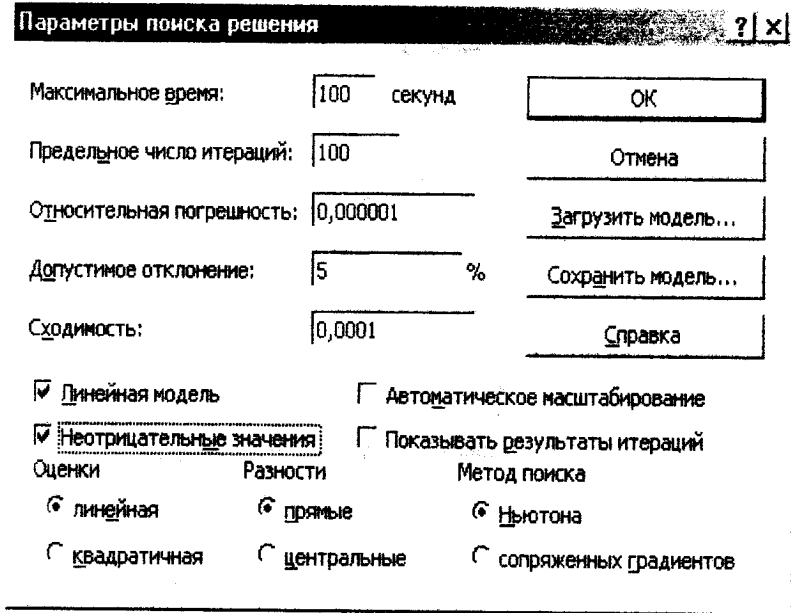 Параметры поиска решения ? X
Максимальное время: 100 секунд OK
Предельное число итераций: 100 Отмена
Относительная погрешность: 0,000001 Загрузить модель...
Допустимое отклонение: 5 % Сохранить модель...
Сходимость: 0,0001 Справка
Линейная модель Автоматическое масштабирование
Неотрицательные значения Показывать результаты итераций
Оценки Разности Метод поиска
линейная прямые Ньютона
квадратичная центральные сопряженных градиентов